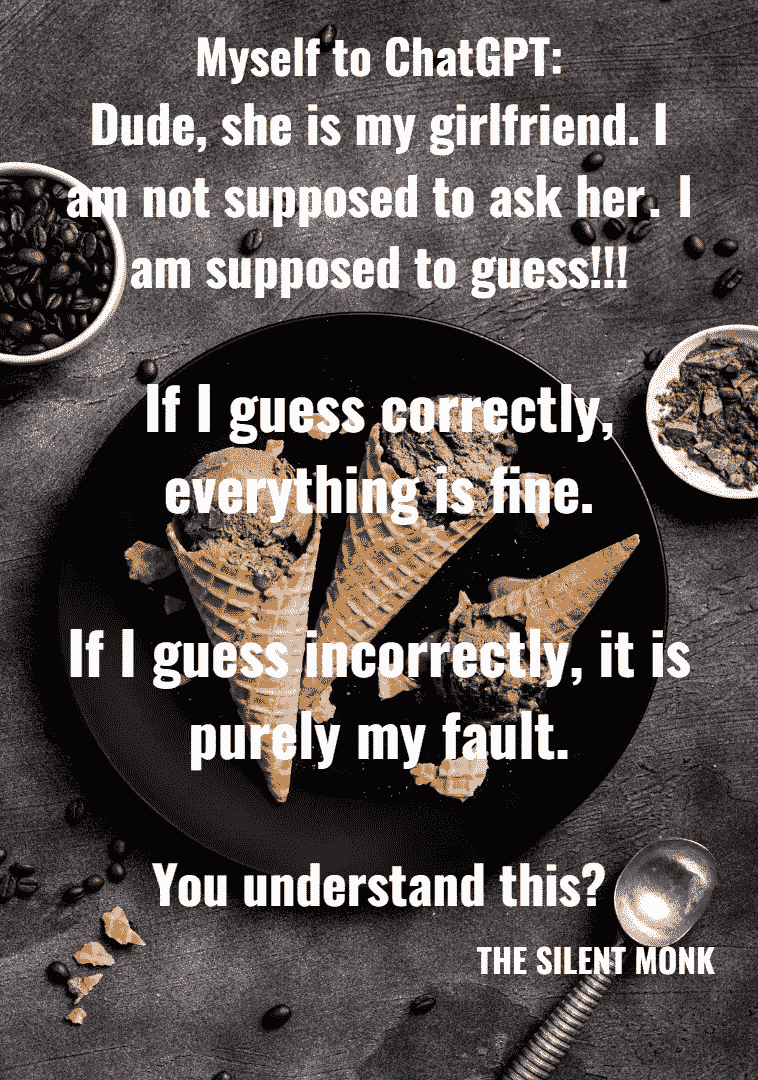 Myself to ChatGPT:
Dude, she is my girlfriend. I
am not supposed to ask her. I
am supposed to guess!!!
If I guess correctly,
everything is fine.
If I guess incorrectly, it is
purely my fault.
You understand this?
THE SILENT MONK